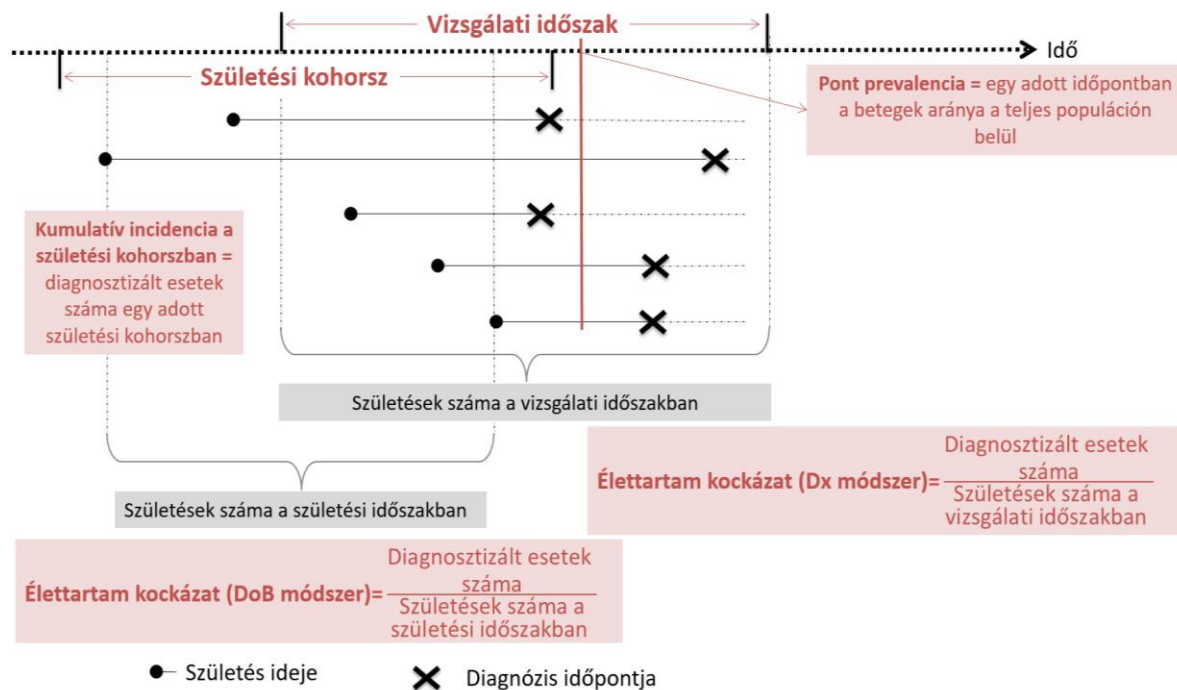 Vizsgálati időszak
Idő
Születési kohorsz
Pont prevalencia = egy adott időpontban
a betegek aránya a teljes populáción
belül
Kumulatív incidencia a
születési kohorszban =
diagnosztizált esetek
száma egy adott
születési kohorszban
Születések száma a vizsgálati időszakban
Élettartam kockázat (Dx módszer)=
Diagnosztizált esetek
száma
Születések száma a
vizsgálati időszakban
Születések száma a születési időszakban
Élettartam kockázat (DoB módszer)=
Diagnosztizált esetek
száma
Születések száma a
születési időszakban
Születés ideje
Diagnózis időpontja